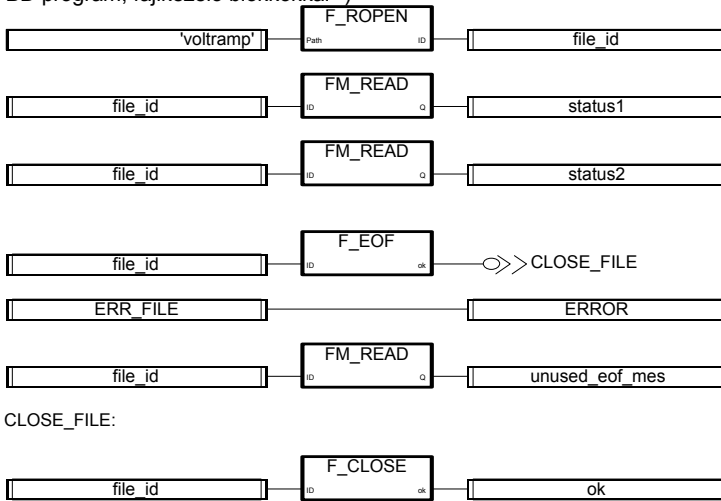 F_ROPEN
'voltramp' Path ID file_id
FM_READ
file_id ID Q status1
FM_READ
file_id ID Q status2
F_EOF
file_id ID ok CLOSE_FILE
ERR_FILE ERROR
FM_READ
file_id ID Q unused_eof_mes
CLOSE_FILE:
F_CLOSE
file_id ID ok ok